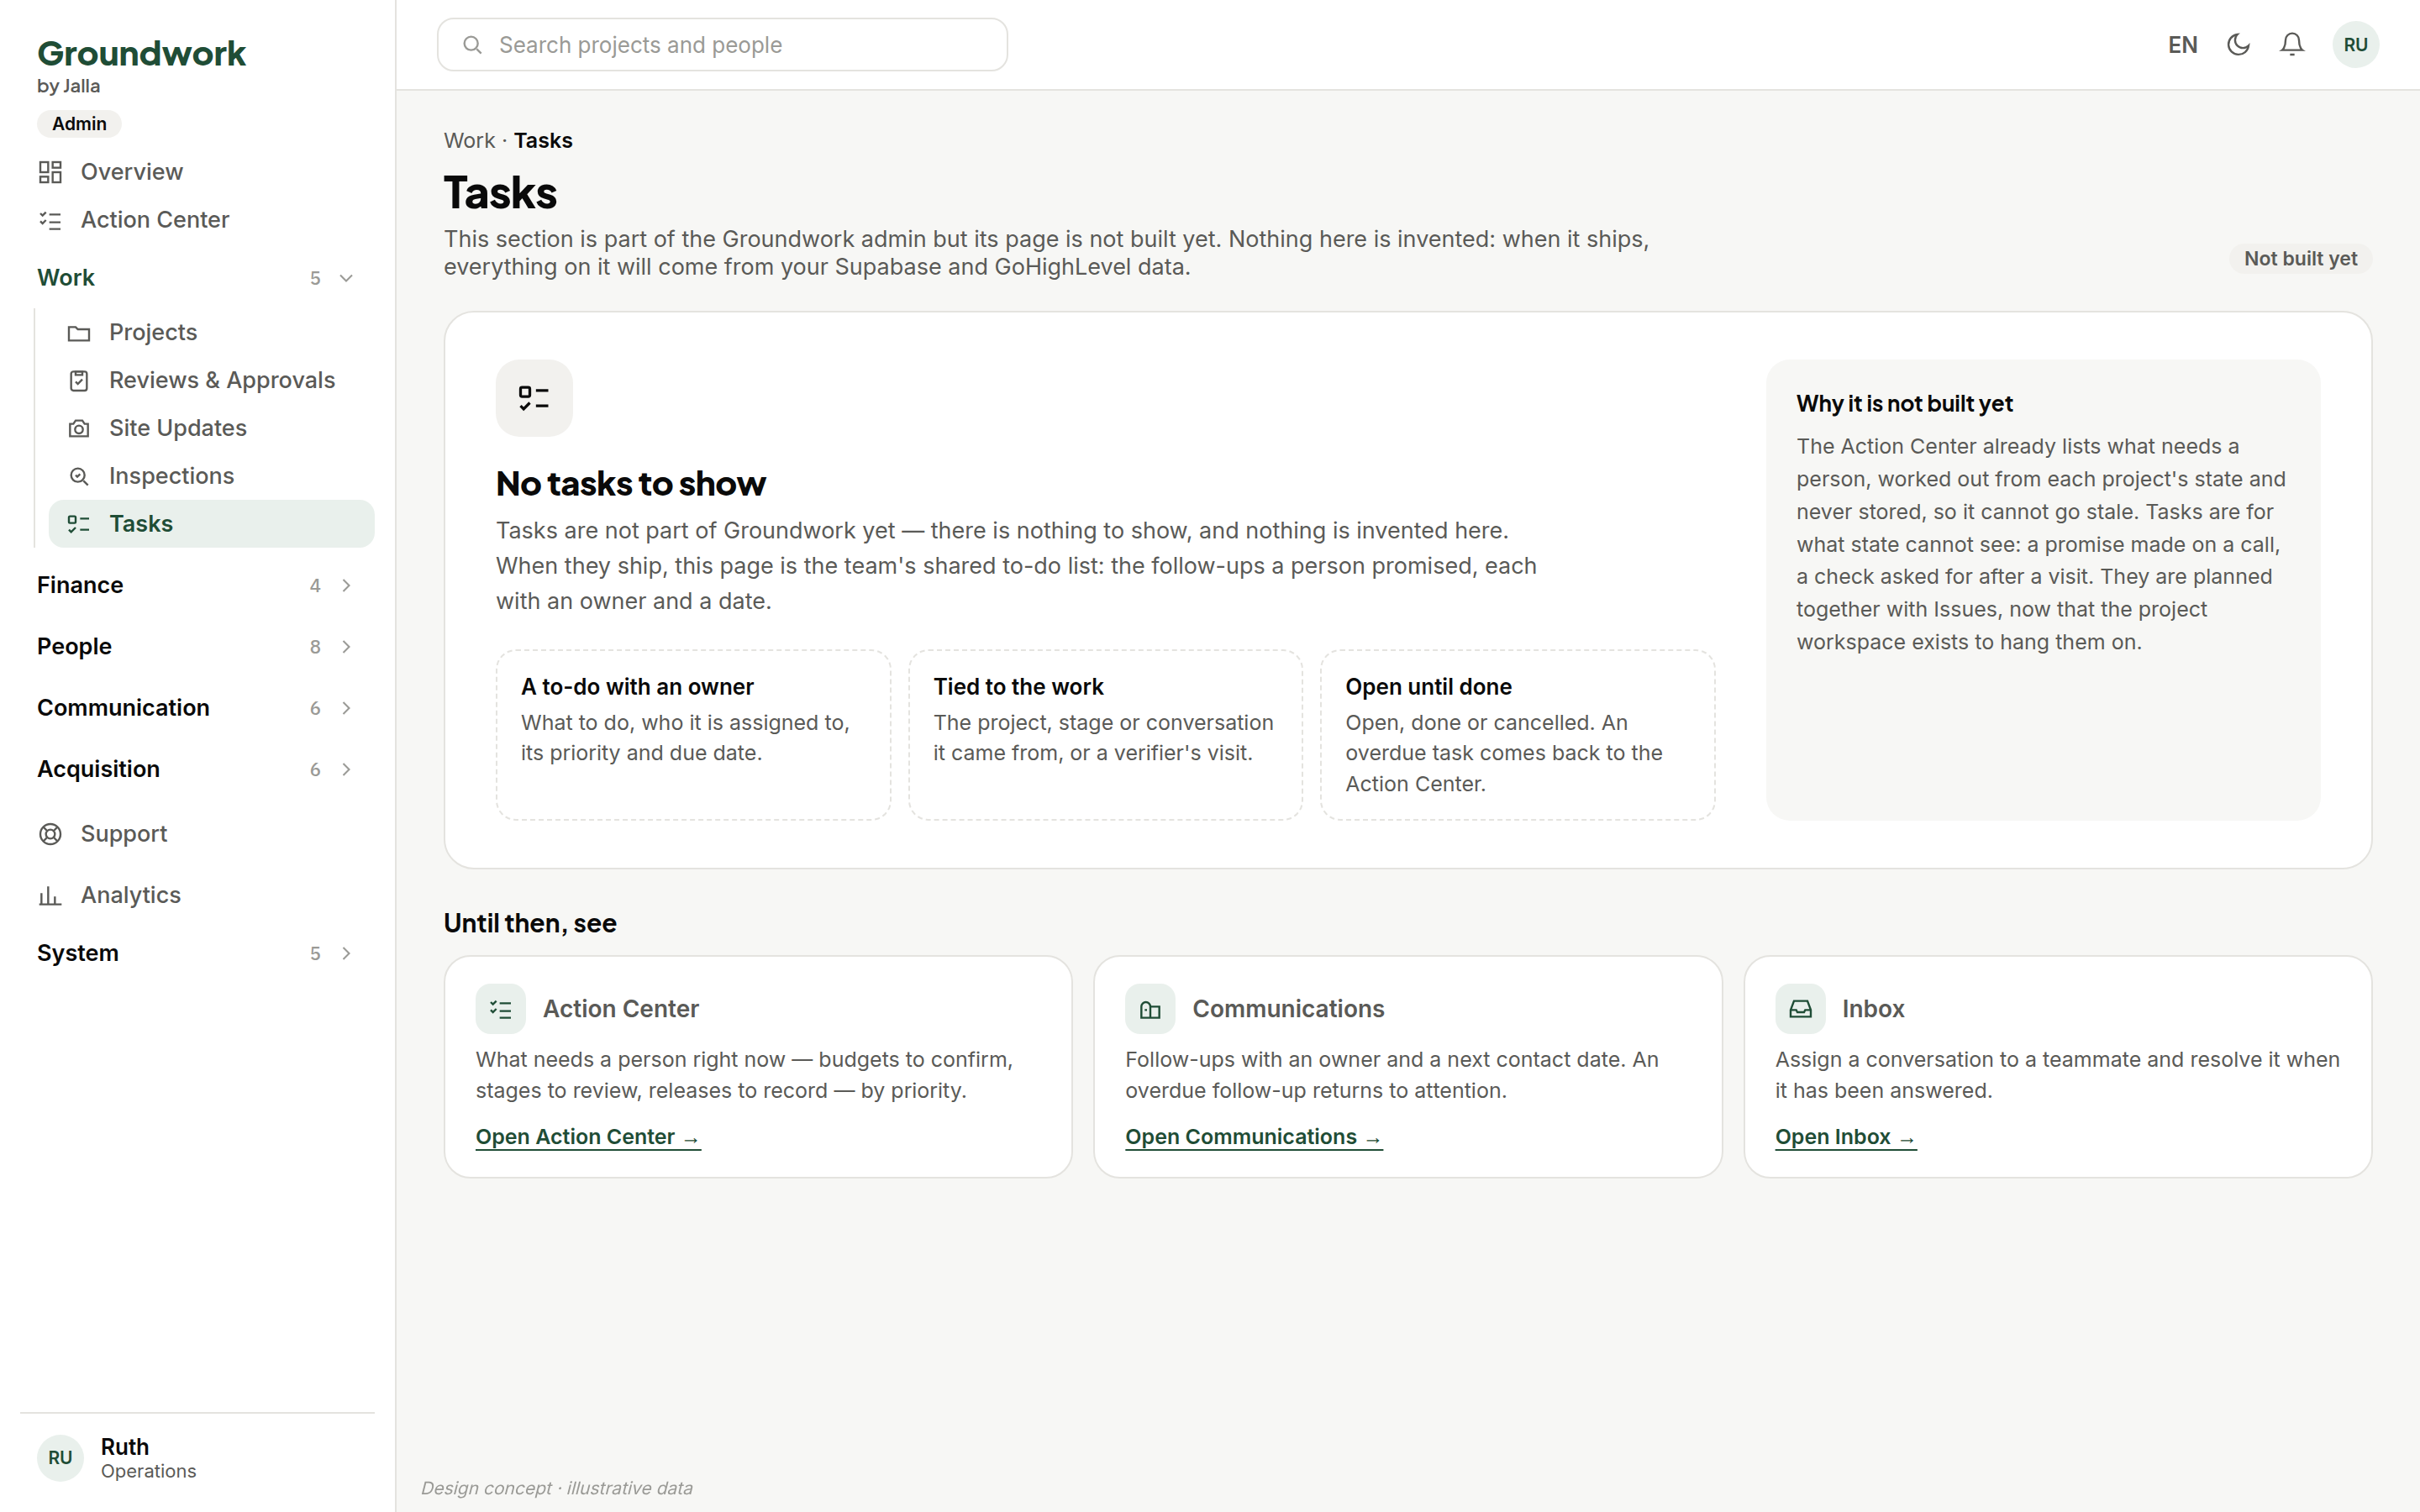 Groundwork
by Jalla
Admin
Overview
Action Center
Work 5
Projects
Reviews & Approvals
Site Updates
Inspections
Tasks
Finance 4
People 8
Communication 6
Acquisition 6
Support
Analytics
System 5
RU Ruth
Operations
Search projects and people
EN RU
Work · Tasks
Tasks
This section is part of the Groundwork admin but its page is not built yet. Nothing here is invented: when it ships,
everything on it will come from your Supabase and GoHighLevel data.
Not built yet
No tasks to show
Tasks are not part of Groundwork yet — there is nothing to show, and nothing is invented here.
When they ship, this page is the team's shared to-do list: the follow-ups a person promised, each
with an owner and a date.
A to-do with an owner
What to do, who it is assigned to,
its priority and due date.
Tied to the work
The project, stage or conversation
it came from, or a verifier's visit.
Open until done
Open, done or cancelled. An
overdue task comes back to the
Action Center.
Why it is not built yet
The Action Center already lists what needs a
person, worked out from each project's state and
never stored, so it cannot go stale. Tasks are for
what state cannot see: a promise made on a call,
a check asked for after a visit. They are planned
together with Issues, now that the project
workspace exists to hang them on.
Until then, see
Action Center
What needs a person right now — budgets to confirm,
stages to review, releases to record — by priority.
Open Action Center →
Communications
Follow-ups with an owner and a next contact date. An
overdue follow-up returns to attention.
Open Communications →
Inbox
Assign a conversation to a teammate and resolve it when
it has been answered.
Open Inbox →
Design concept · illustrative data